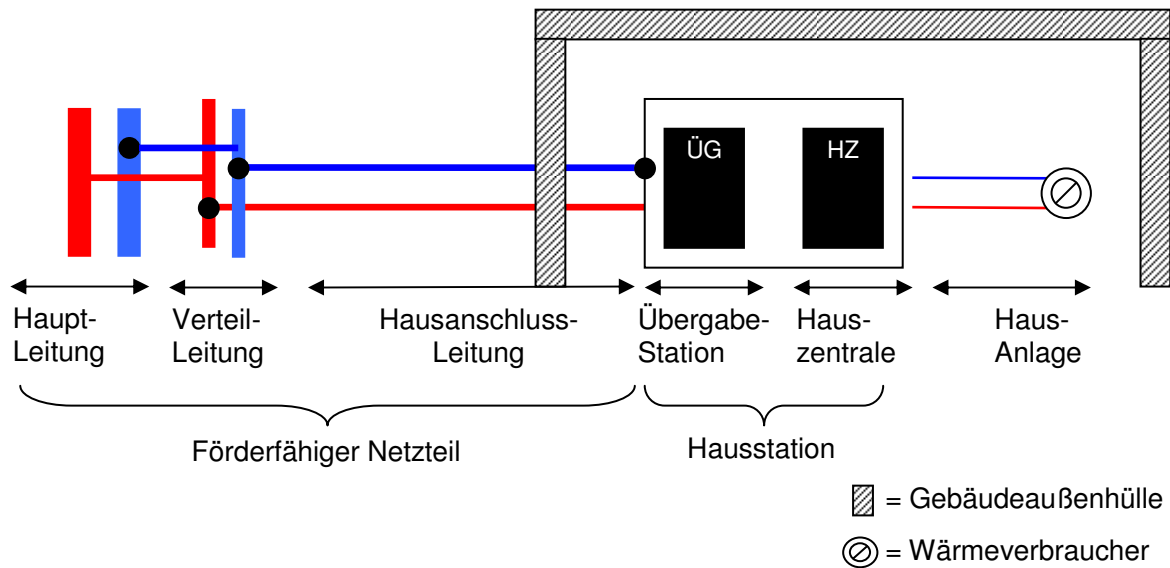 ÜG
HZ
Haupt-
Leitung
Verteil-
Leitung
Hausanschluss-
Leitung
Übergabe-
Station
Haus-
zentrale
Haus-
Anlage
Förderfähiger Netzteil
Hausstation
= Gebäudeaußenhülle
= Wärmeverbraucher